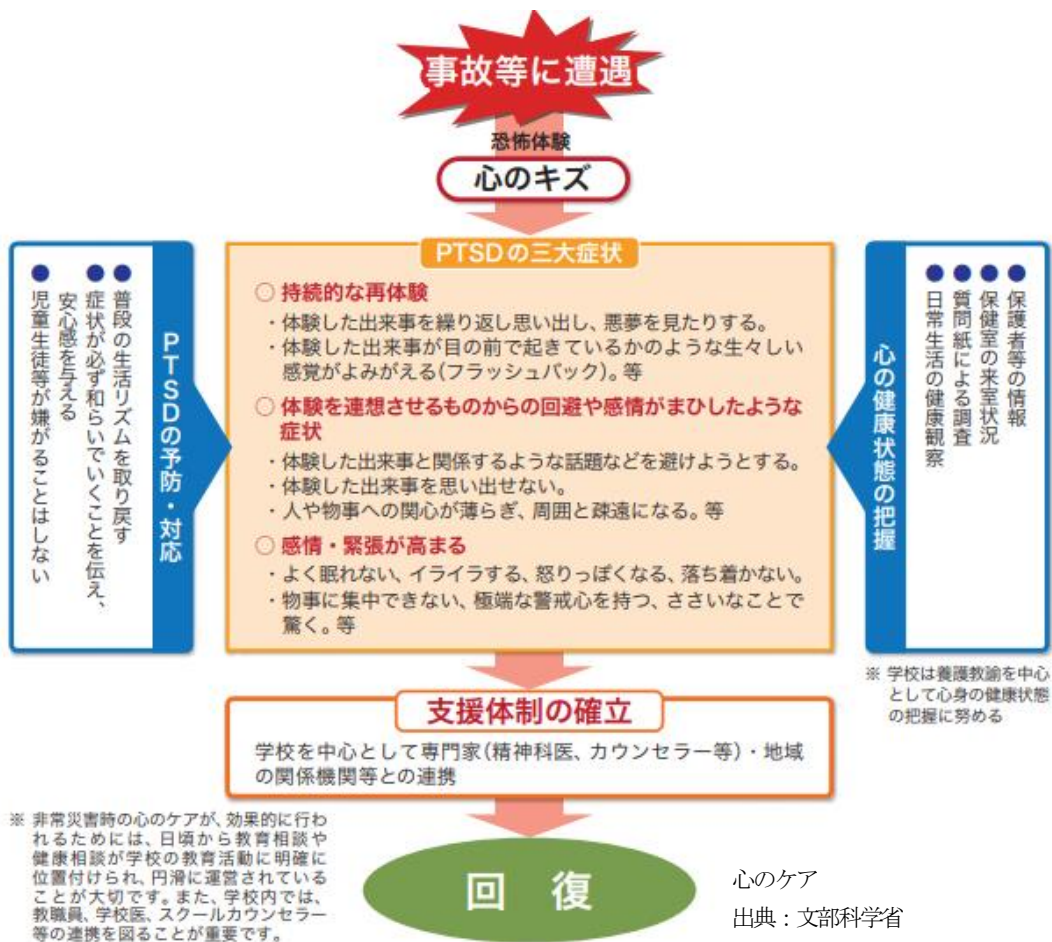 事故等に遭遇
恐怖体験
心のキズ
PTSDの予防・対応
● 普段の生活リズムを取り戻す
● 症状が必ず和らいでいくことを伝え、
安心感を与える
● 児童生徒等が嫌がることはしない
PTSDの三大症状
○ 持続的な再体験
・体験した出来事を繰り返し思い出し、悪夢を見たりする。
・体験した出来事が目の前で起きているかのような生々しい
感覚がよみがえる(フラッシュバック)。等
○ 体験を連想させるものからの回避や感情がまひしたような
症状
・体験した出来事と関係するような話題などを避けようとする。
・体験した出来事を思い出せない。
・人や物事への関心が薄らぎ、周囲と疎遠になる。等
○ 感情・緊張が高まる
・よく眠れない、イライラする、怒りっぽくなる、落ち着かない。
・物事に集中できない、極端な警戒心を持つ、ささいなことで
驚く。等
心の健康状態の把握
● 保護者等の情報
● 保健室の来室状況
● 質問紙による調査
● 日常生活の健康観察
※ 学校は養護教諭を中心
として心身の健康状態
の把握に努める
支援体制の確立
学校を中心として専門家(精神科医、カウンセラー等)・地域
の関係機関等との連携
※ 非常災害時の心のケアが、効果的に行わ
れるためには、日頃から教育相談や
健康相談が学校の教育活動に明確に
位置付けられ、円滑に運営されている
ことが大切です。また、学校内では、
教職員、学校医、スクールカウンセラー
等の連携を図ることが重要です。
回 復
心のケア
出典：文部科学省